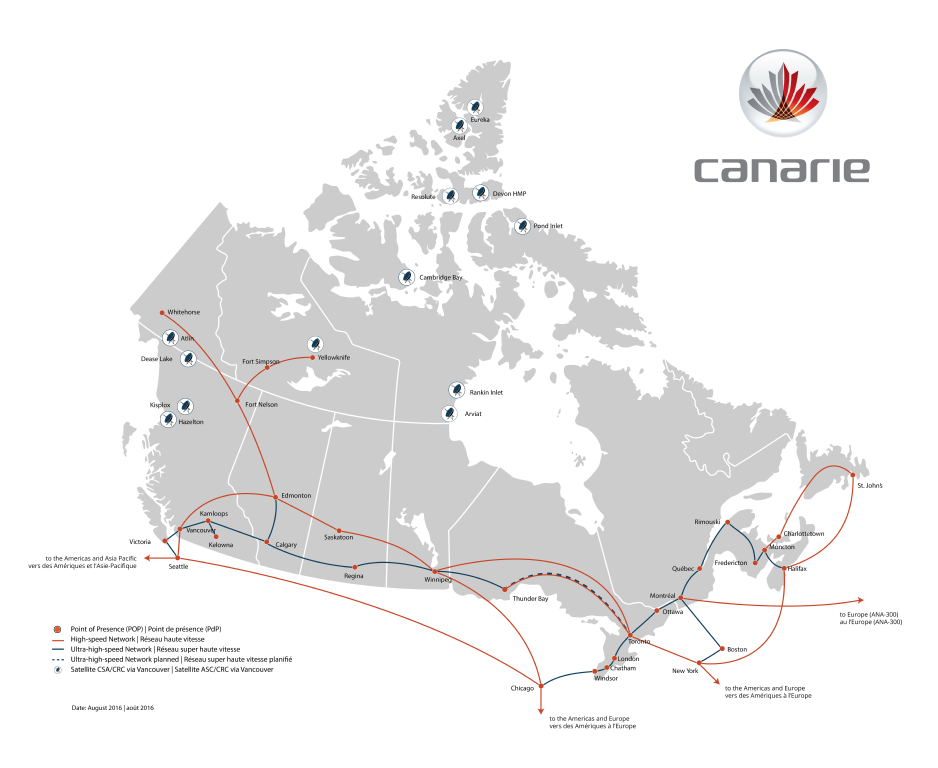 canarie
Eureka
Axel
Resolute
Devon HMP
Pond Inlet
Cambridge Bay
Whitehorse
Atlin
Dease Lake
Fort Simpson
Yellowknife
Fort Nelson
Rankin Inlet
Arviat
Kispiox
Hazelton
Edmonton
Kamloops
Vancouver
Victoria
Kelowna
Calgary
Saskatoon
Regina
Winnipeg
Seattle
to the Americas and Asia Pacific
vers des Amériques et l'Asie-Pacifique
Thunder Bay
St. JohnS
Rimouski
CHarlottetown
Moncton
Fredericton
Halifax
Québec
Montréal
Ottawa
to Europe (ANA-300)
au l'Europe (ANA-300)
Toronto
Boston
London
Chatham
Windsor
New York
Chicago
to the Americas and Europe
vers des Amériques à l'Europe
to the Americas and Europe
vers des Amériques à l'Europe
Point of Presence (POP) | Point de présence (PdP)
High-speed Network | Réseau haute vitesse
Ultra-high-speed Network | Réseau super haute vitesse
Ultra-high-speed Network planned | Réseau super haute vitesse planifié
Satellite CSA/CRC via Vancouver | Satellite ASC/CRC via Vancouver
Date: August 2016 | août 2016